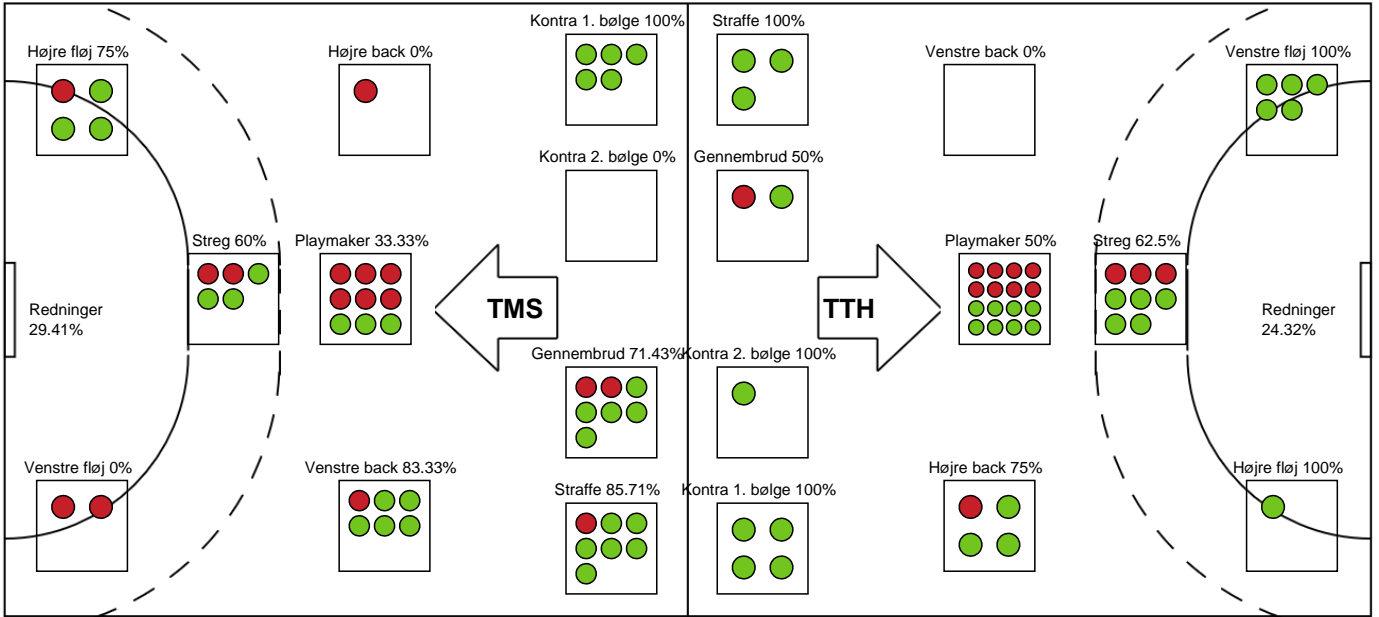 Kontra 1. bølge 100%
Straffe 100%
Højre fløj 75%
Højre back 0%
Venstre back 0%
Venstre fløj 100%
Kontra 2. bølge 0%
Gennembrud 50%
Streg 60%
Playmaker 33.33%
Playmaker 50%
Streg 62.5%
Redninger
29.41%
TMS
TTH
Redninger
24.32%
Gennembrud 71.43%
Kontra 2. bølge 100%
Venstre fløj 0%
Venstre back 83.33%
Straffe 85.71%
Kontra 1. bølge 100%
Højre back 75%
Højre fløj 100%